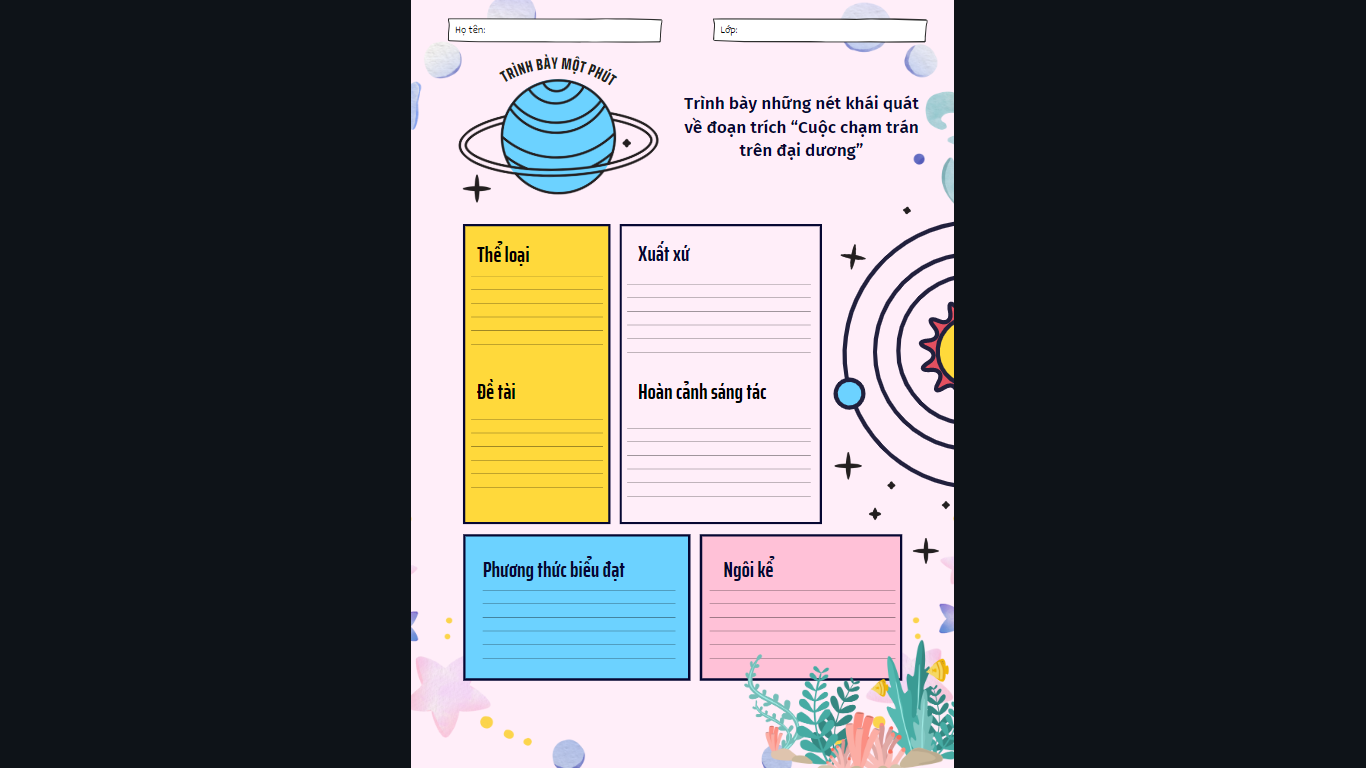 Họ tên:
Lớp:
TRÌNH BÀY MỘT PHÚT
Trình bày những nét khái quát
về đoạn trích “Cuộc chạm trán
trên đại dương”
Thể loại
Xuất xứ
Đề tài
Hoàn cảnh sáng tác
Phương thức biểu đạt
Ngôi kể